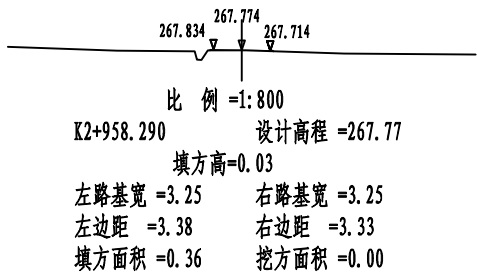 267.774
267.834 267.714
比 例 =1:800
K2+958.290 设计高程 =267.77
填方高=0.03
左路基宽 =3.25 右路基宽 =3.25
左边距 =3.38 右边距 =3.33
填方面积 =0.36 挖方面积 =0.00